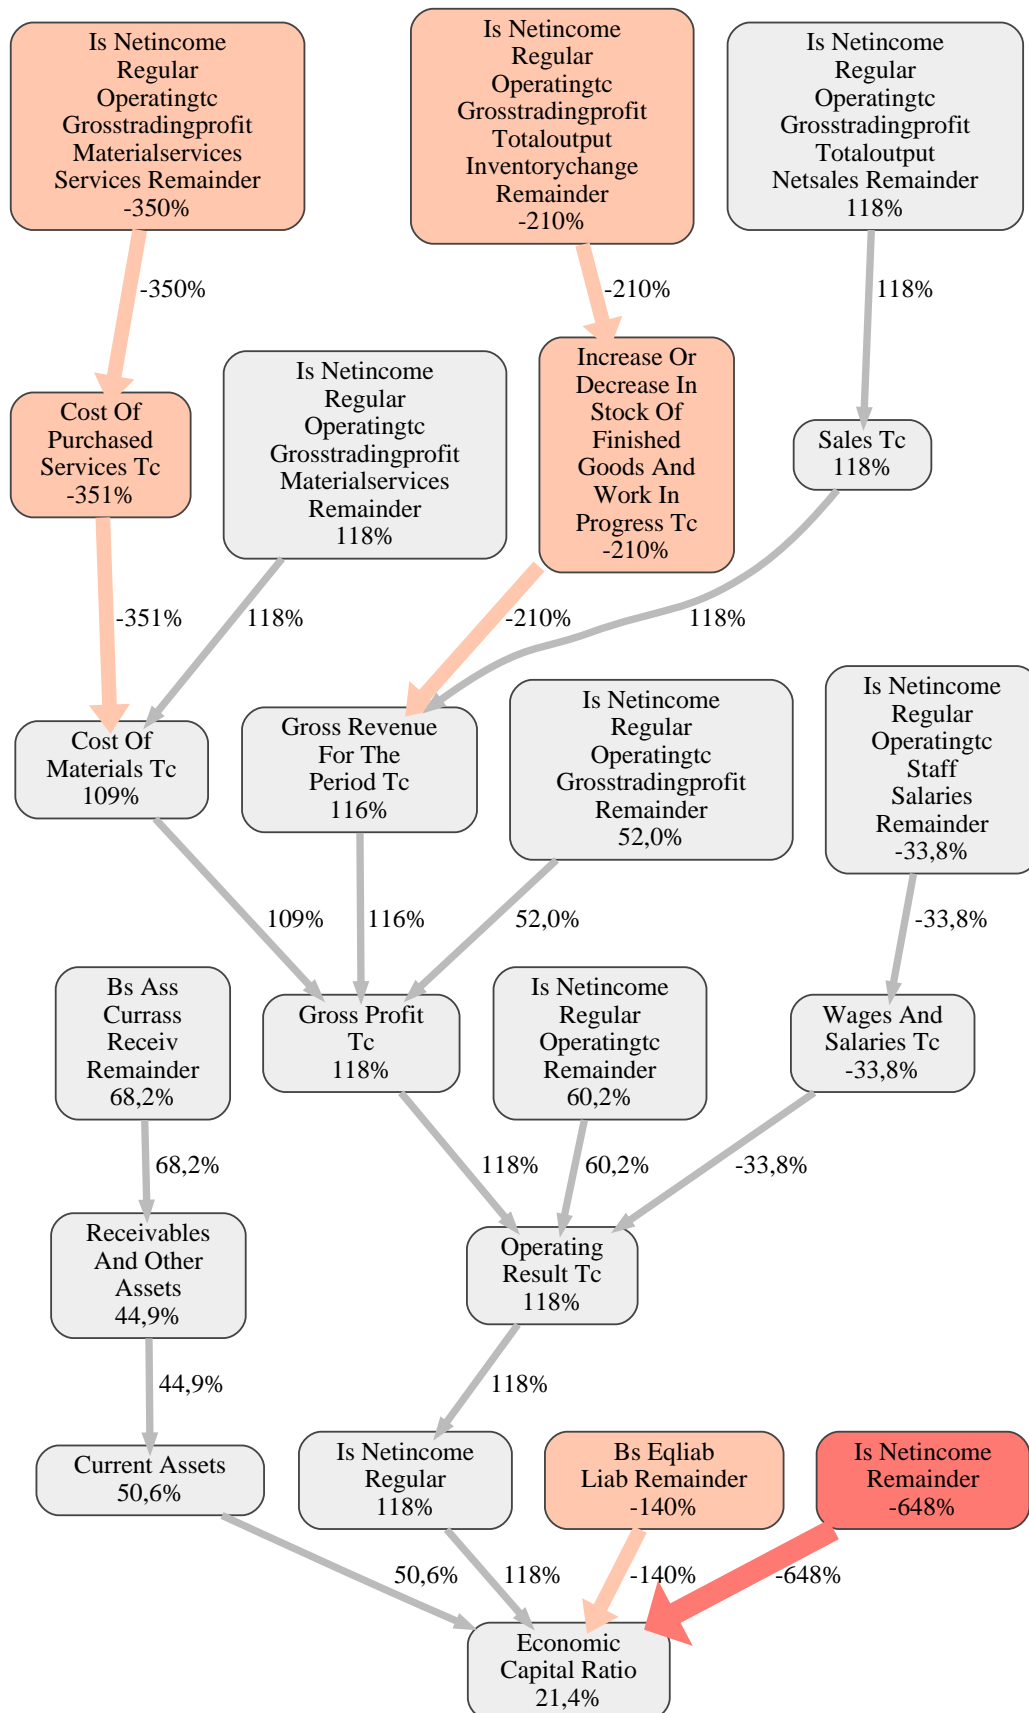 Is Netincome
Regular
Operatingtc
Grosstradingprofit
Materialservices
Services Remainder
-350%
Is Netincome
Regular
Operatingtc
Grosstradingprofit
Totaloutput
Inventorychange
Remainder
-210%
Is Netincome
Regular
Operatingtc
Grosstradingprofit
Totaloutput
Netsales Remainder
118%
-350%
-210%
118%
Cost Of
Purchased
Services Tc
-351%
Is Netincome
Regular
Operatingtc
Grosstradingprofit
Materialservices
Remainder
118%
Increase Or
Decrease In
Stock Of
Finished
Goods And
Work In
Progress Tc
-210%
Sales Tc
118%
-351%
118%
-210%
118%
Cost Of
Materials Tc
109%
Gross Revenue
For The
Period Tc
116%
Is Netincome
Regular
Operatingtc
Grosstradingprofit
Remainder
52,0%
Is Netincome
Regular
Operatingtc
Staff
Salaries
Remainder
-33,8%
109%
116%
52,0%
-33,8%
Bs Ass
Currass
Receiv
Remainder
68,2%
Gross Profit
Tc
118%
Is Netincome
Regular
Operatingtc
Remainder
60,2%
Wages And
Salaries Tc
-33,8%
68,2%
118%
60,2%
-33,8%
Receivables
And Other
Assets
44,9%
Operating
Result Tc
118%
44,9%
118%
Current Assets
50,6%
Is Netincome
Regular
118%
Bs Eqliab
Liab Remainder
-140%
Is Netincome
Remainder
-648%
50,6%
118%
-140%
-648%
Economic
Capital Ratio
21,4%